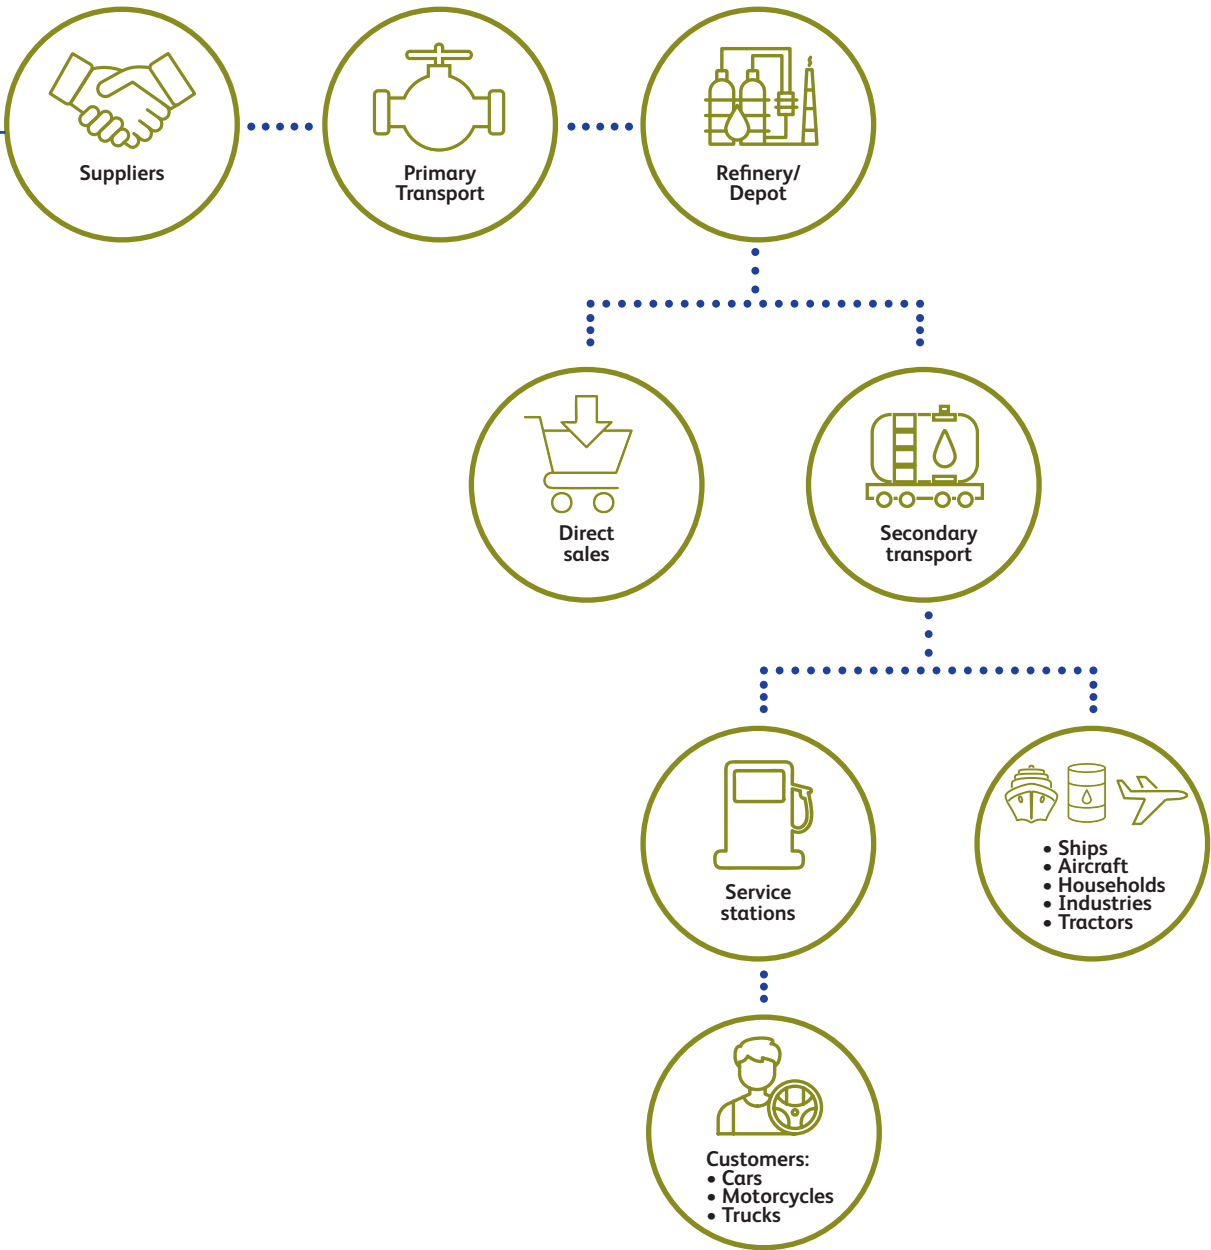 Suppliers
Primary
Transport
Refinery/
Depot
Direct
sales
Secondary
transport
Service
stations
• Ships
• Aircraft
• Households
• Industries
• Tractors
Customers:
• Cars
• Motorcycles
• Trucks